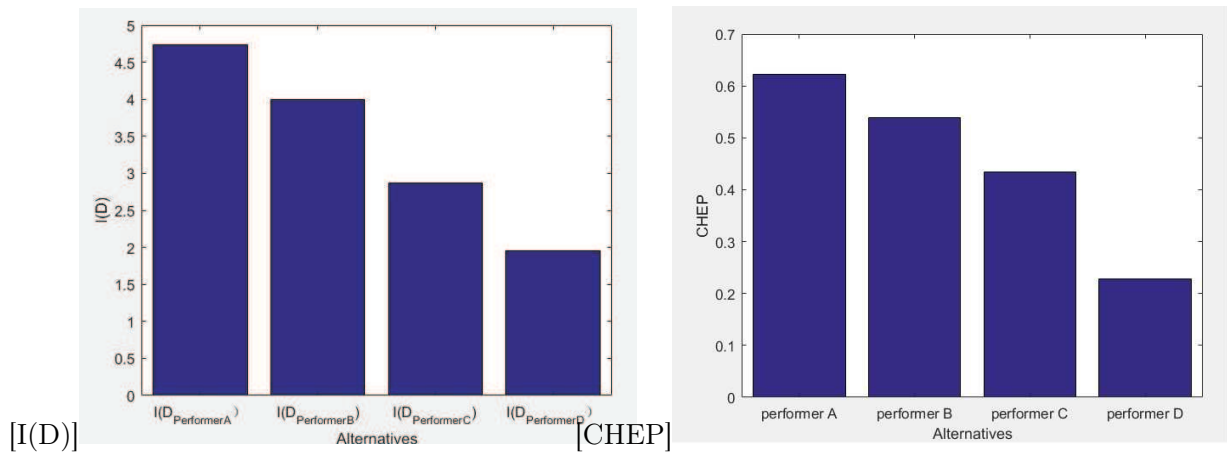 5
4.5
4
3.5
3
2.5
2
1.5
1
0.5
0
I(D)
I(D_PerformerA) I(D_PerformerB) I(D_PerformerC) I(D_PerformerD)
Alternatives
[I(D)]
0.7
0.6
0.5
0.4
0.3
0.2
0.1
0
CHEP
performer A performer B performer C performer D
Alternatives
[CHEP]